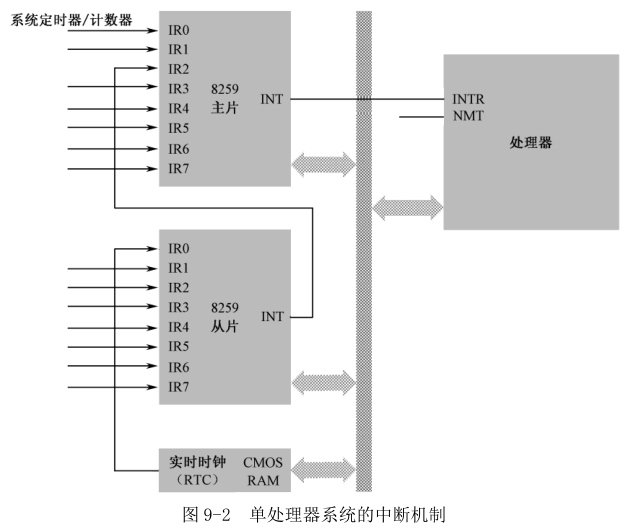 系统定时器/计数器
IR0
IR1
IR2
IR3
IR4
IR5
IR6
IR7
8259
主片
INT
INTR
NMT
处理器
IR0
IR1
IR2
IR3
IR4
IR5
IR6
IR7
8259
从片
INT
实时时钟
（RTC）
CMOS
RAM
图 9-2 单处理器系统的中断机制